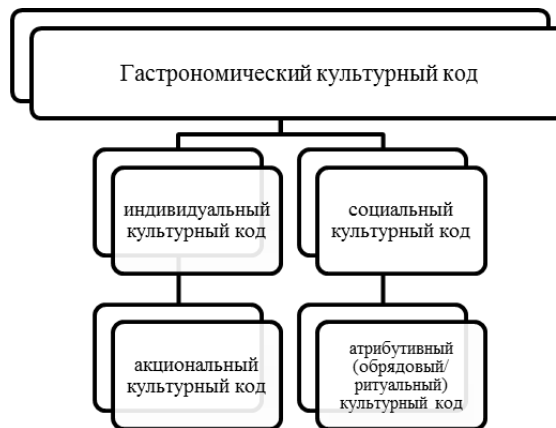 Гастрономический культурный код
индивидуальный
культурный код
социальный
культурный код
акциональный
культурный код
атрибутивный
(обрядовый/
ритуальный)
культурный код